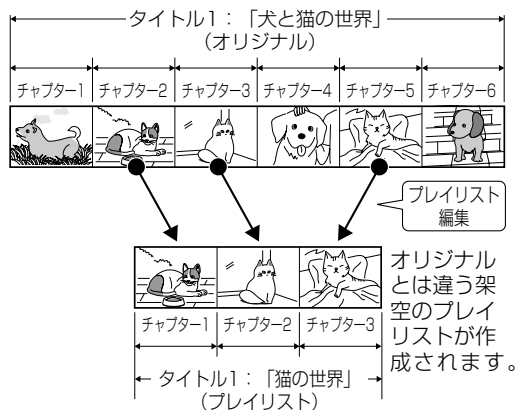 タイトル1：「犬と猫の世界」
（オリジナル）
チャプター1 チャプター2 チャプター3 チャプター4 チャプター5 チャプター6
プレイリスト
編集
チャプター1 チャプター2 チャプター3
タイトル1：「猫の世界」
（プレイリスト）
オリジナル
とは違う架
空のプレイ
リストが作
成されます。